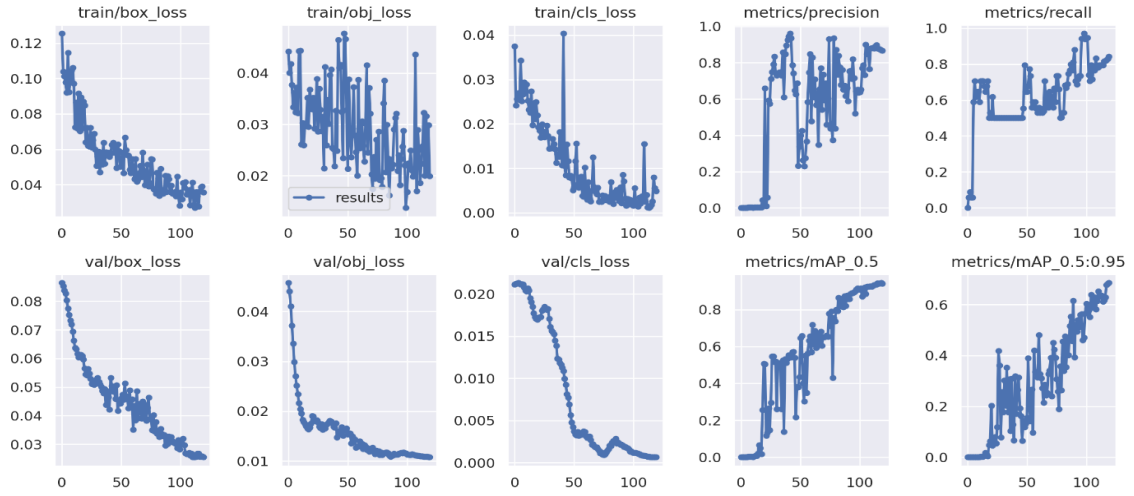 train/box_loss
train/obj_loss
train/cls_loss
metrics/precision
metrics/recall
0.12
0.10
0.08
0.06
0.04
0 50 100
0.04
0.03
0.02
results
0 50 100
0.04
0.03
0.02
0.01
0.00
0 50 100
1.0
0.8
0.6
0.4
0.2
0.0
0 50 100
1.0
0.8
0.6
0.4
0.2
0.0
0 50 100
val/box_loss
val/obj_loss
val/cls_loss
metrics/mAP_0.5
metrics/mAP_0.5:0.95
0.08
0.07
0.06
0.05
0.04
0.03
0 50 100
0.04
0.03
0.02
0.01
0 50 100
0.020
0.015
0.010
0.005
0.000
0 50 100
0.8
0.6
0.4
0.2
0.0
0 50 100
0.6
0.4
0.2
0.0
0 50 100